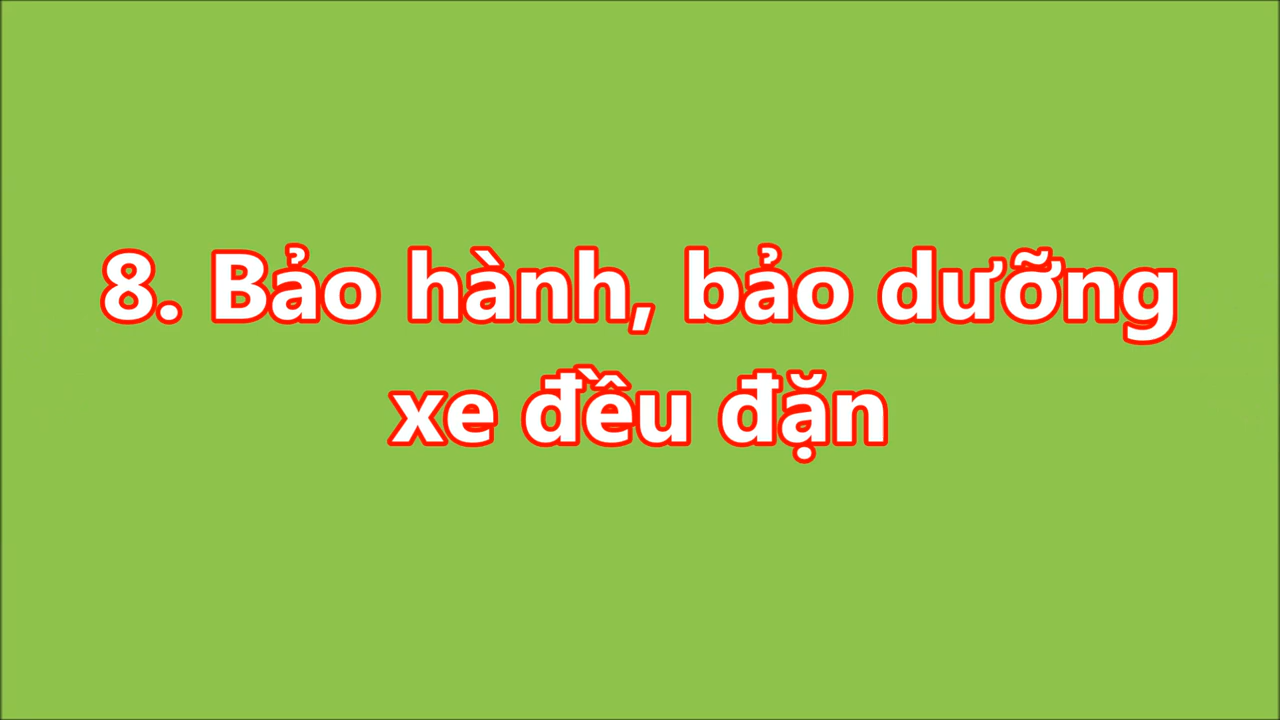 8. Bảo hành, bảo dưỡng
xe đều đặn